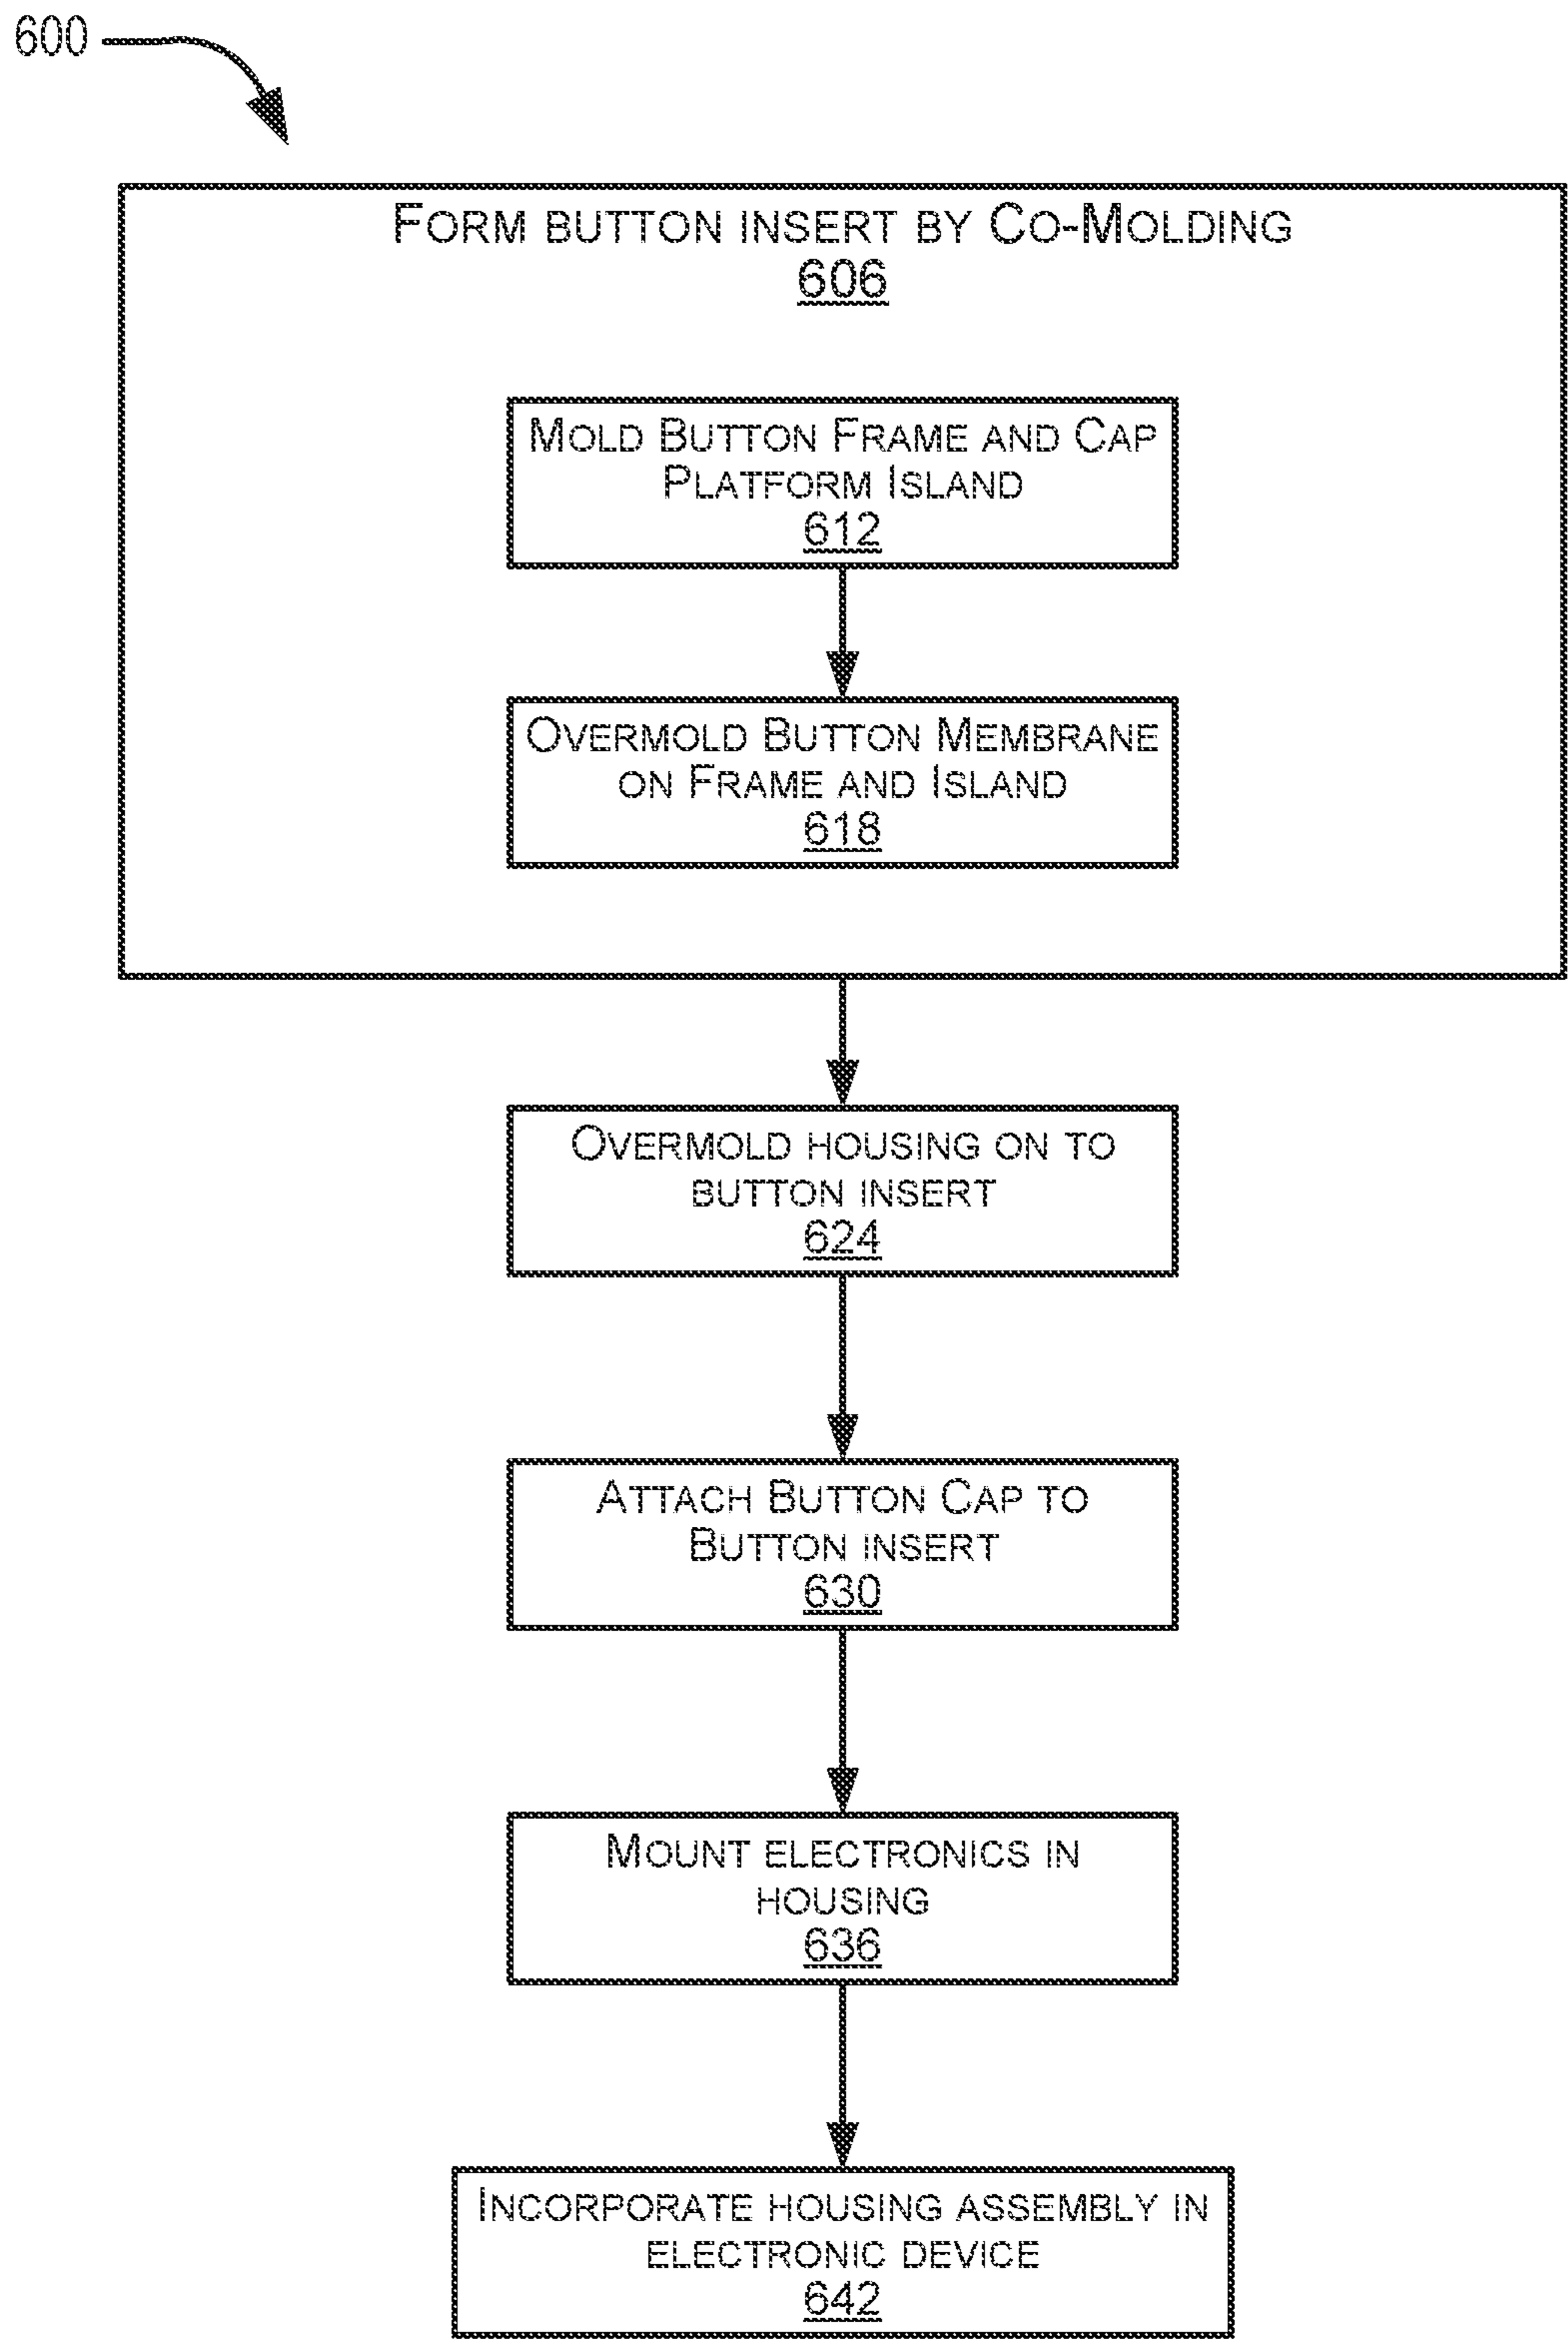 600
FORM BUTTON INSERT BY CO-MOLDING
606
MOLD BUTTON FRAME AND CAP
PLATFORM ISLAND
612
OVERMOLD BUTTON MEMBRANE
ON FRAME AND ISLAND
618
OVERMOLD HOUSING ON TO
BUTTON INSERT
624
ATTACH BUTTON CAP TO
BUTTON INSERT
630
MOUNT ELECTRONICS IN
HOUSING
636
INCORPORATE HOUSING ASSEMBLY IN
ELECTRONIC DEVICE
642